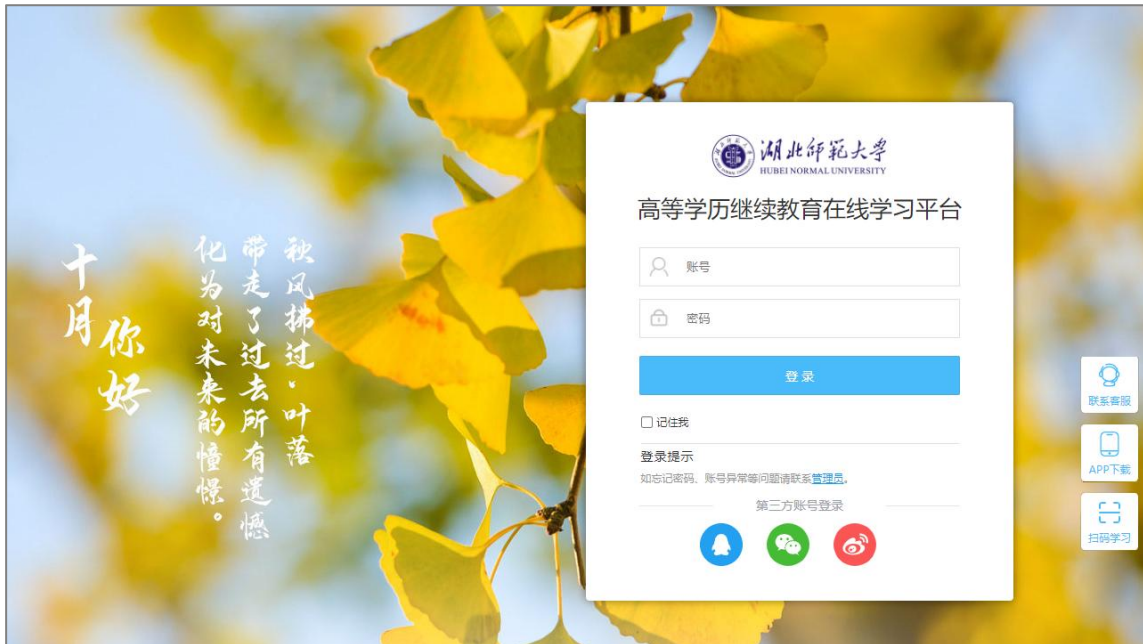 十月
你好
秋风拂过、叶落
带走了过去所有遗憾
化为对未来的憧憬。
湖北师范大学
HUBEI NORMAL UNIVERSITY
高等学历继续教育在线学习平台
账号
密码
登录
记住我
登录提示
如忘记密码、账号异常等问题请联系管理员。
第三方账号登录
联系客服
APP下载
扫码学习